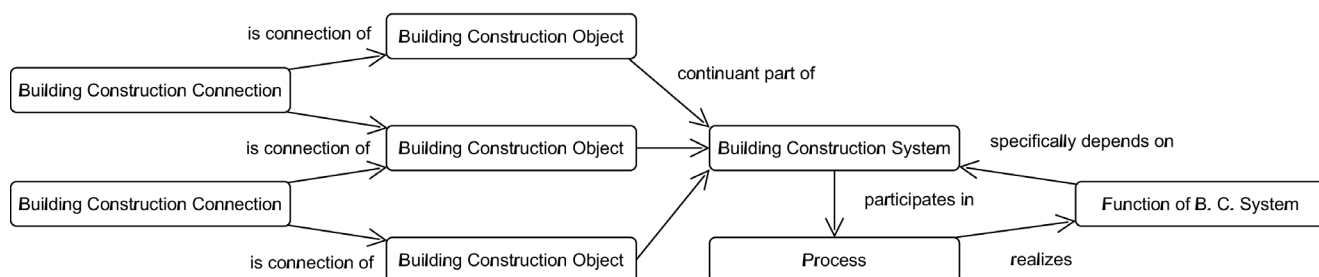 is connection of
Building Construction Object
continuant part of
Building Construction Connection
is connection of
Building Construction Object
Building Construction System
specifically depends on
Building Construction Connection
participates in
Function of B. C. System
is connection of
Building Construction Object
Process
realizes